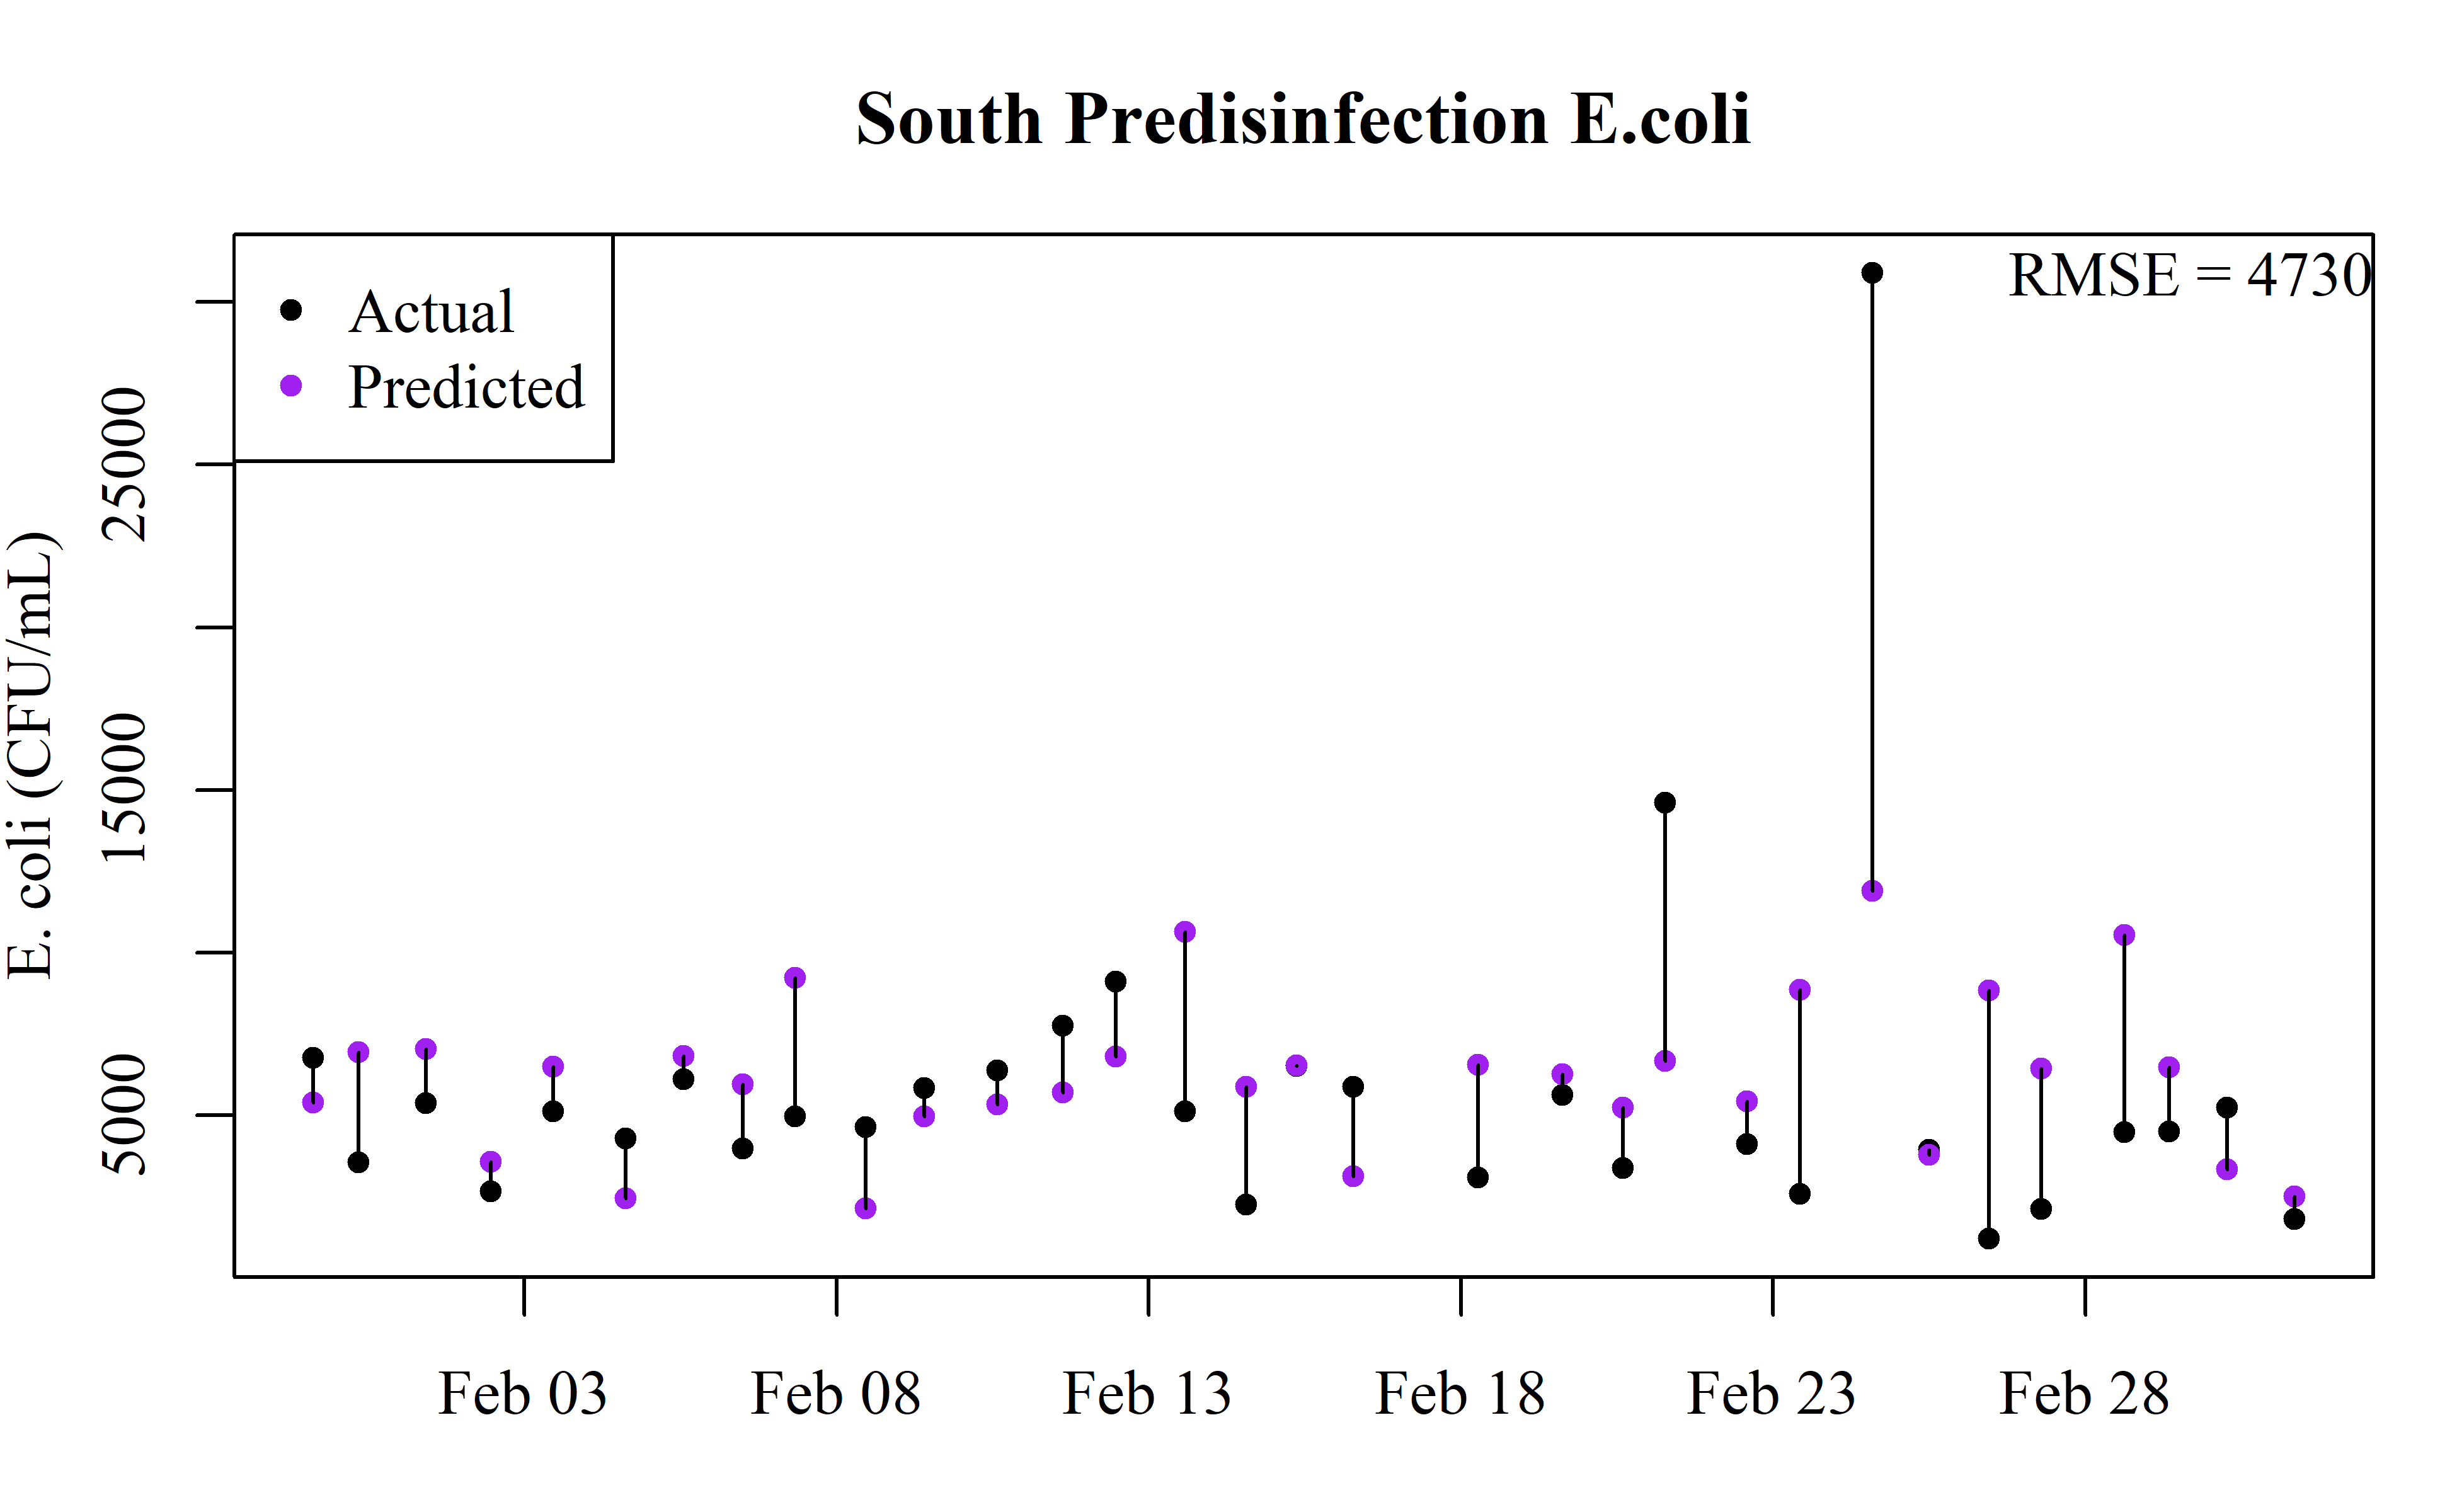 South Predisinfection E.coli
RMSE = 4730
Actual
Predicted
E. coli (CFU/mL)
25000
15000
5000
Feb 03
Feb 08
Feb 13
Feb 18
Feb 23
Feb 28